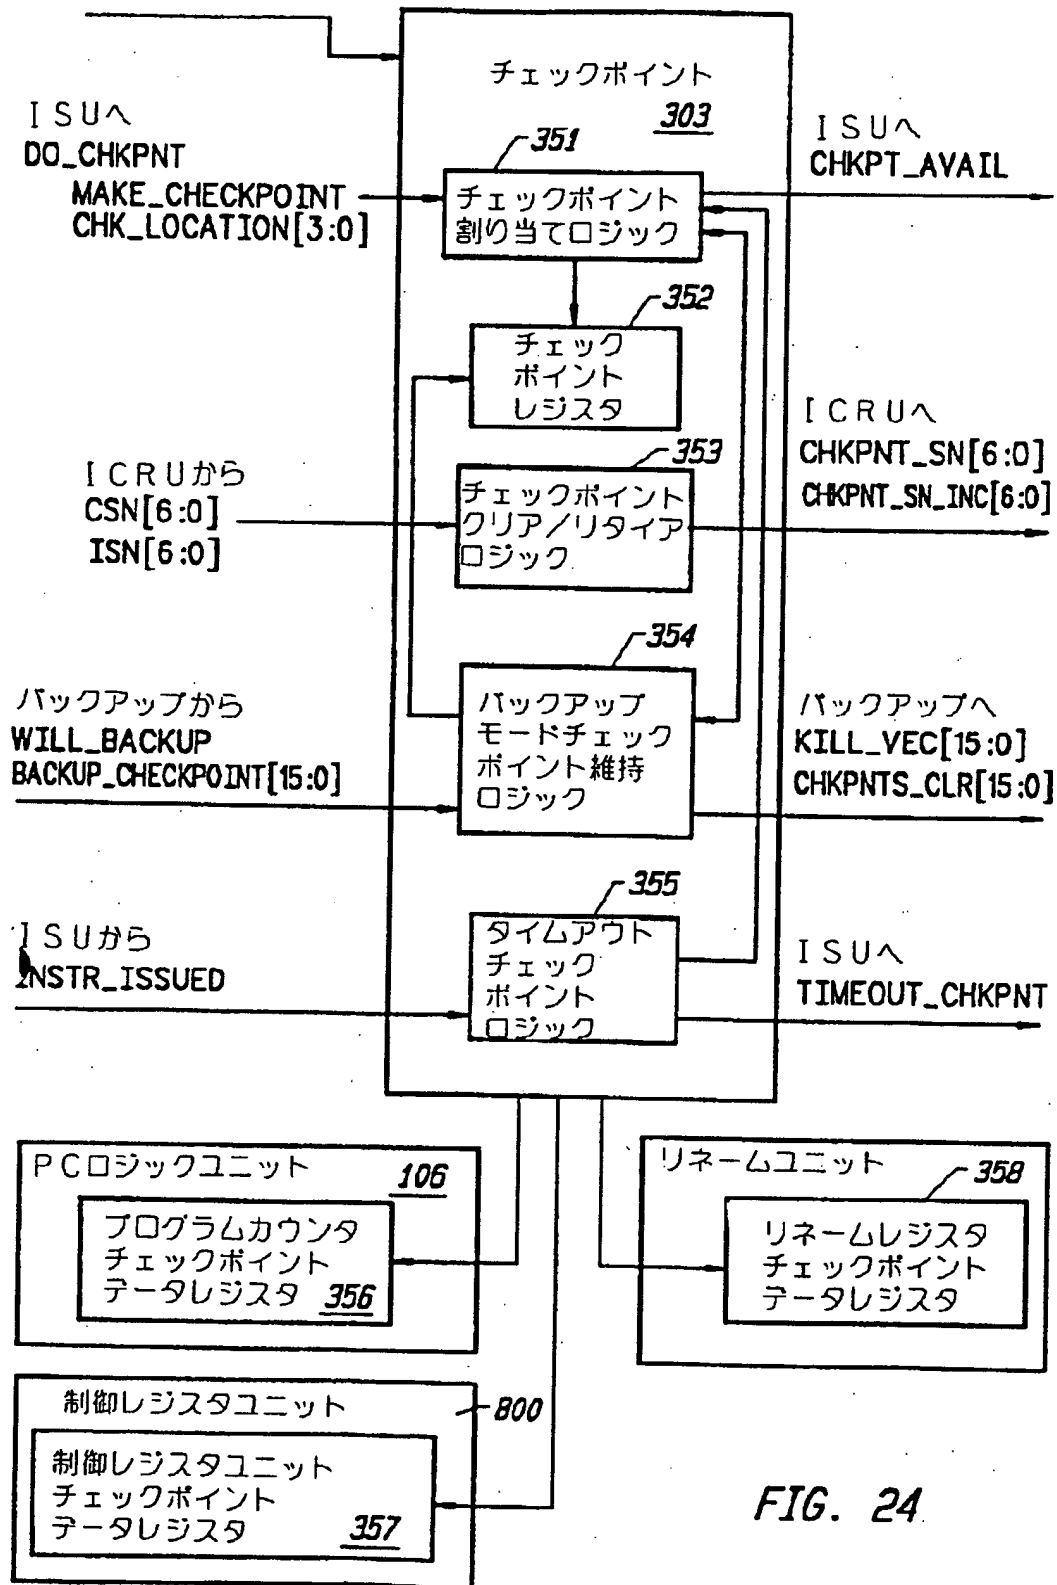 チェックポイント
303
ISUへ
DO_CHKPNT
MAKE_CHECKPOINT
CHK_LOCATION[3:0]
351
チェックポイント
割り当てロジック
ISUへ
CHKPT_AVAIL
352
チェック
ポイント
レジスタ
ICRUから
CSN[6:0]
ISN[6:0]
353
チェックポイント
クリア/リタイア
ロジック
ICRUへ
CHKPNT_SN[6:0]
CHKPNT_SN_INC[6:0]
バックアップから
WILL_BACKUP
BACKUP_CHECKPOINT[15:0]
354
バックアップ
モードチェック
ポイント維持
ロジック
バックアップへ
KILL_VEC[15:0]
CHKPNTS_CLR[15:0]
ISUから
INSTR_ISSUED
355
タイムアウト
チェック
ポイント
ロジック
ISUへ
TIMEOUT_CHKPNT
PCロジックユニット
106
プログラムカウンタ
チェックポイント
データレジスタ 356
リネームユニット
358
リネームレジスタ
チェックポイント
データレジスタ
制御レジスタユニット
800
制御レジスタユニット
チェックポイント
データレジスタ 357
FIG. 24